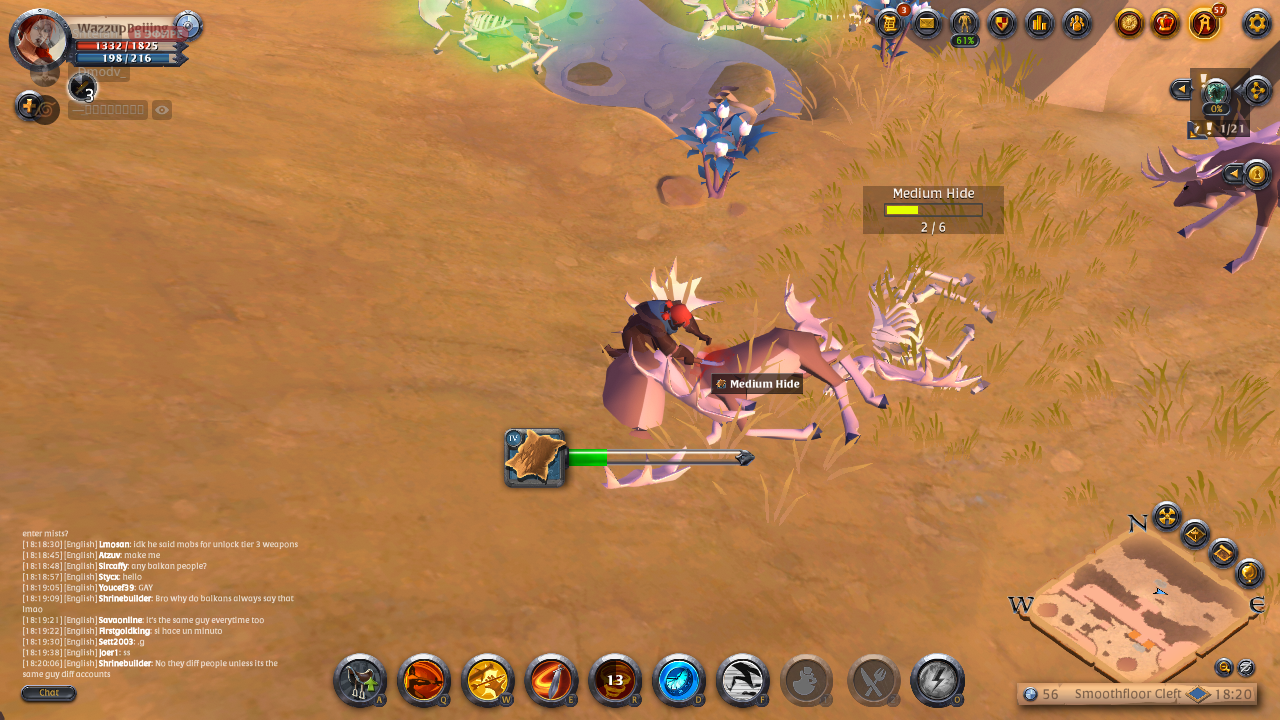 WazzupBeijing
в ЭФИРЕ
1332 / 1825
198 / 216
3
3
61%
57
0%
1/21
Medium Hide
2 / 6
Medium Hide
IV
enter mists?
[18:18:30] [English] Lmosan: idk he said mobs for unlock tier 3 weapons
[18:18:45] [English] Atzuv: make me
[18:18:48] [English] Sircaffy: any balkan people?
[18:18:57] [English] Stycx: hello
[18:19:05] [English] Youcef39: GAY
[18:19:09] [English] Shrinebuilder: Bro why do balkans always say that
lmao
[18:19:21] [English] Savaonline: it's the same guy everytime too
[18:19:22] [English] Firstgoldking: si hace un minuto
[18:19:30] [English] Sett2003: .g
[18:19:38] [English] joer1: ss
[18:20:06] [English] Shrinebuilder: No they diff people unless its the
same guy diff accounts
Chat
A
Q
W
E
13
R
D
F
O
N
W
E
56 Smoothfloor Cleft 18:20